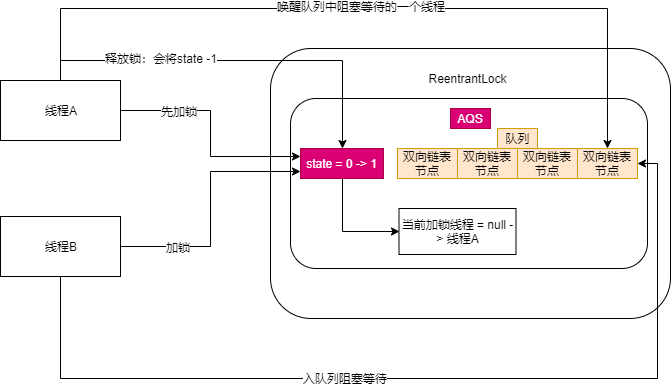 唤醒队列中阻塞等待的一个线程
释放锁：会将state -1
ReentrantLock
线程A
先加锁
AQS
队列
state = 0 -> 1
双向链表
节点
双向链表
节点
双向链表
节点
双向链表
节点
当前加锁线程 = null -
> 线程A
线程B
加锁
入队列阻塞等待